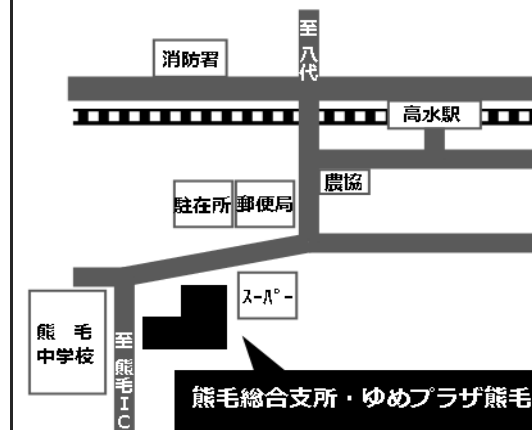 至八代
消防署
高水駅
農協
駐在所
郵便局
ｽｰﾊﾟｰ
熊毛
中学校
至熊毛IC
熊毛総合支所・ゆめプラザ熊毛